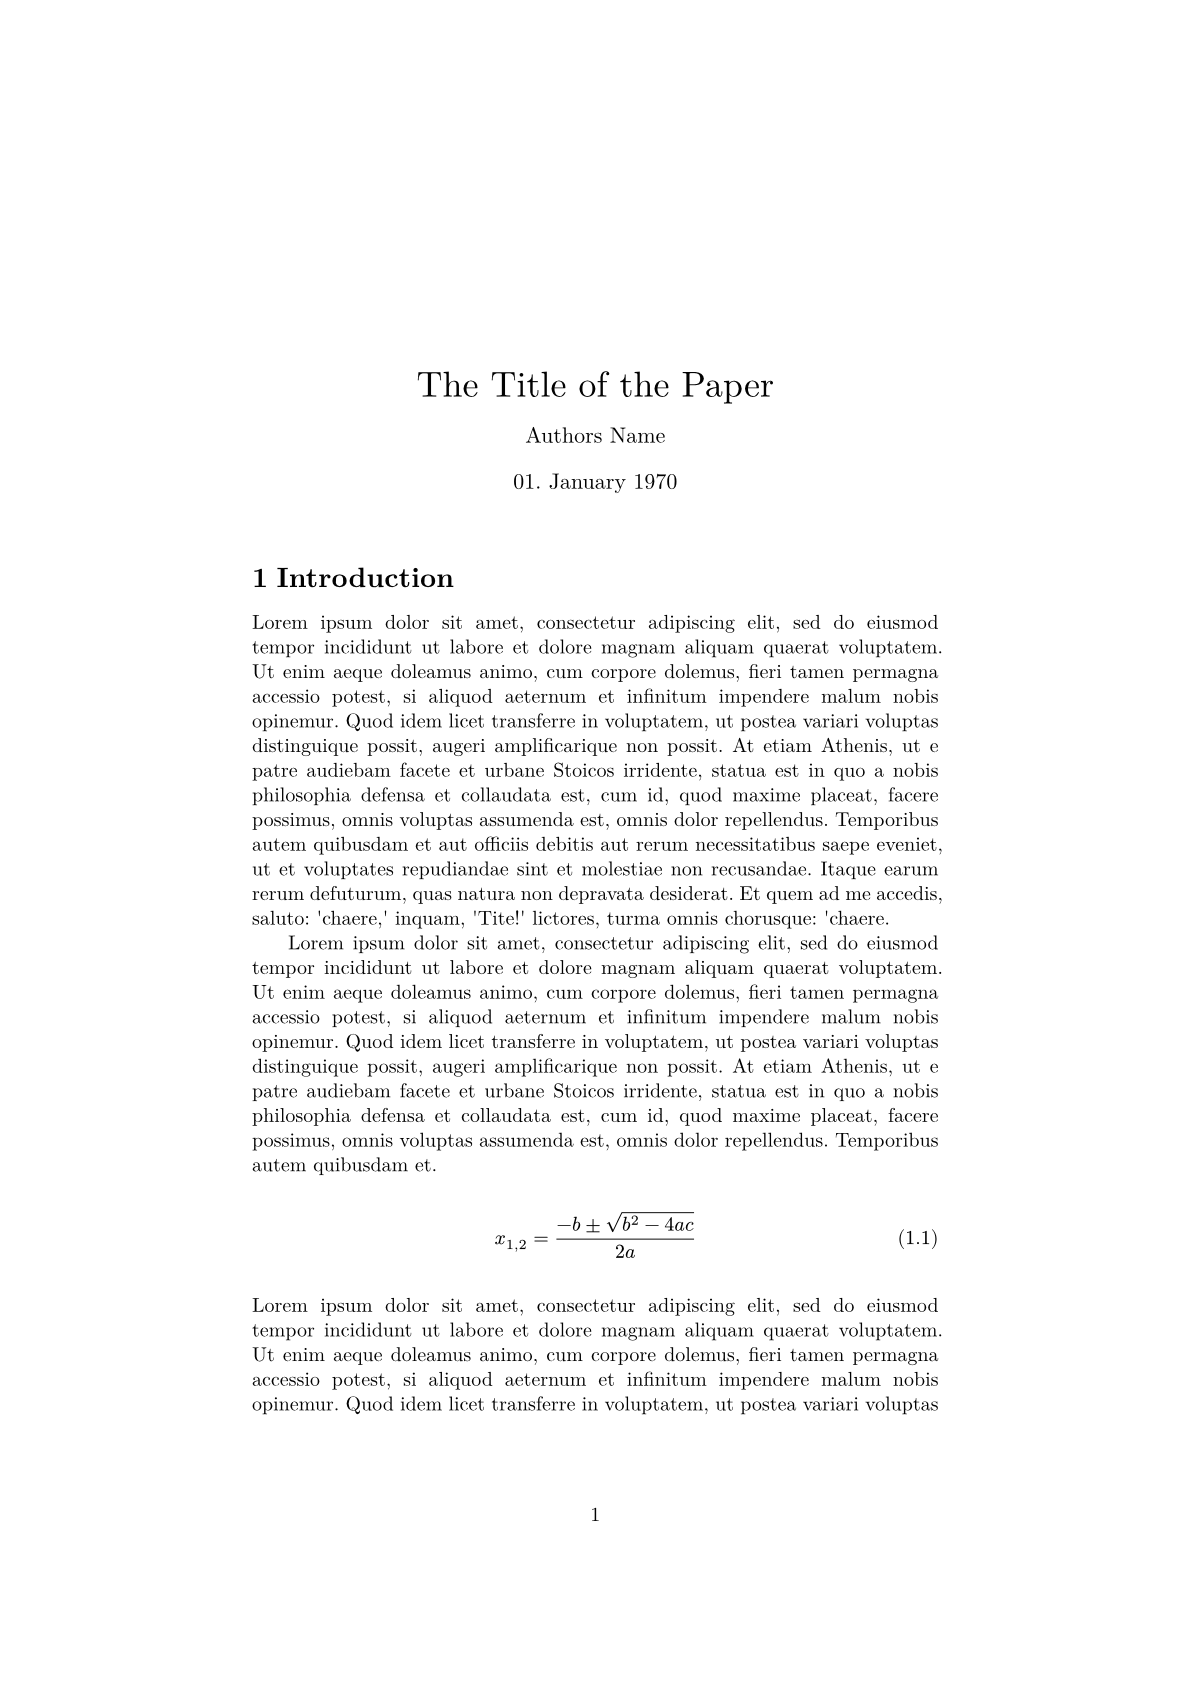 The Title of the Paper
Authors Name
01. January 1970
1 Introduction
Lorem ipsum dolor sit amet, consectetur adipiscing elit, sed do eiusmod
tempor incididunt ut labore et dolore magnam aliquam quaerat voluptatem.
Ut enim aeque doleamus animo, cum corpore dolemus, fieri tamen permagna
accessio potest, si aliquod aeternum et infinitum impendere malum nobis
opinemur. Quod idem licet transferre in voluptatem, ut postea variari voluptas
distinguique possit, augeri amplificarique non possit. At etiam Athenis, ut e
patre audiebam facete et urbane Stoicos irridente, statua est in quo a nobis
philosophia defensa et collaudata est, cum id, quod maxime placeat, facere
possimus, omnis voluptas assumenda est, omnis dolor repellendus. Temporibus
autem quibusdam et aut officiis debitis aut rerum necessitatibus saepe eveniet,
ut et voluptates repudiandae sint et molestiae non recusandae. Itaque earum
rerum defuturum, quas natura non depravata desiderat. Et quem ad me accedis,
saluto: 'chaere,' inquam, 'Tite!' lictores, turma omnis chorusque: 'chaere.
Lorem ipsum dolor sit amet, consectetur adipiscing elit, sed do eiusmod
tempor incididunt ut labore et dolore magnam aliquam quaerat voluptatem.
Ut enim aeque doleamus animo, cum corpore dolemus, fieri tamen permagna
accessio potest, si aliquod aeternum et infinitum impendere malum nobis
opinemur. Quod idem licet transferre in voluptatem, ut postea variari voluptas
distinguique possit, augeri amplificarique non possit. At etiam Athenis, ut e
patre audiebam facete et urbane Stoicos irridente, statua est in quo a nobis
philosophia defensa et collaudata est, cum id, quod maxime placeat, facere
possimus, omnis voluptas assumenda est, omnis dolor repellendus. Temporibus
autem quibusdam et.
x_{1,2} = (−b ± √(b² − 4ac)) / (2a) (1.1)
Lorem ipsum dolor sit amet, consectetur adipiscing elit, sed do eiusmod
tempor incididunt ut labore et dolore magnam aliquam quaerat voluptatem.
Ut enim aeque doleamus animo, cum corpore dolemus, fieri tamen permagna
accessio potest, si aliquod aeternum et infinitum impendere malum nobis
opinemur. Quod idem licet transferre in voluptatem, ut postea variari voluptas
1